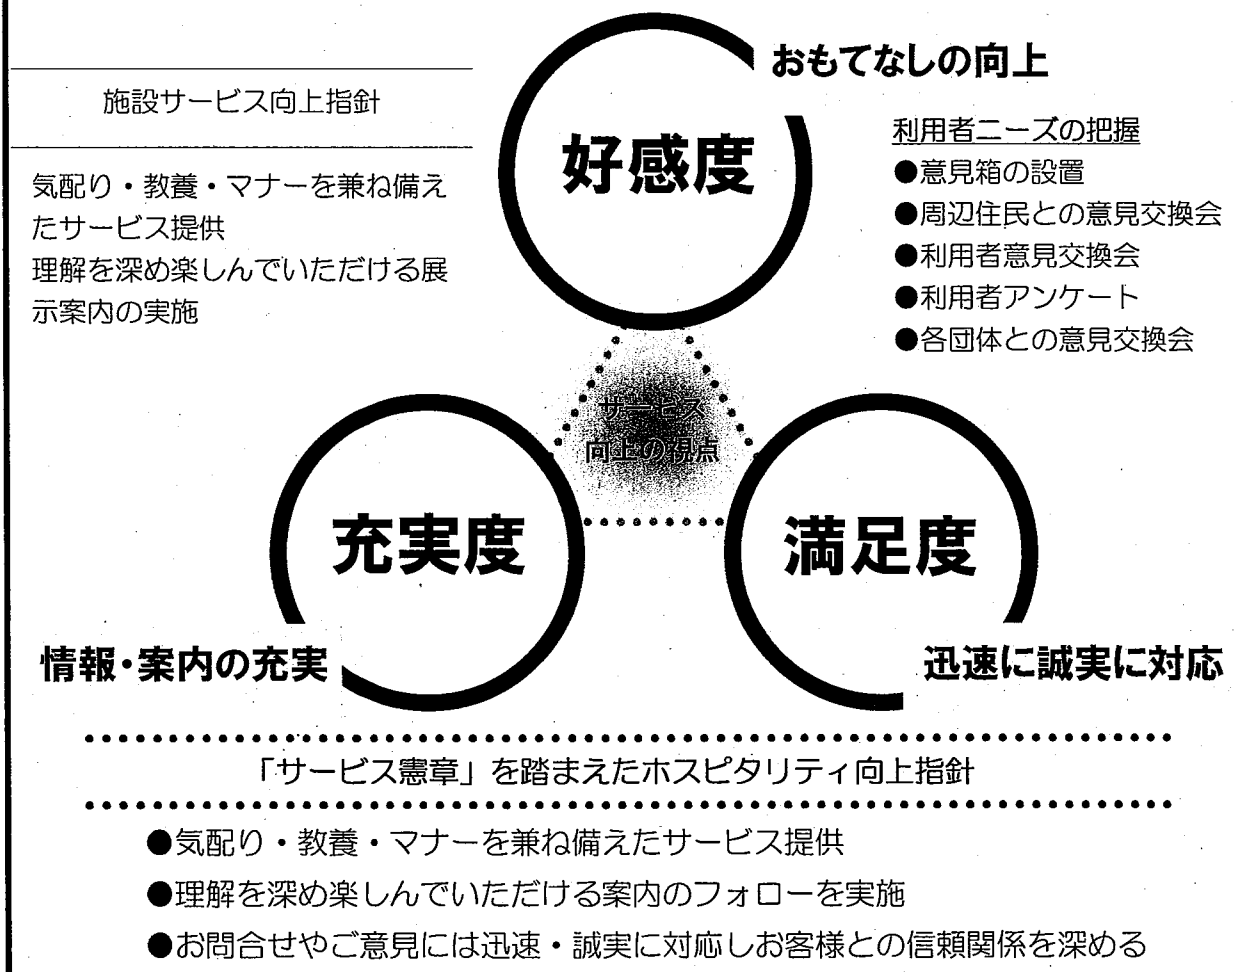 おもてなしの向上
施設サービス向上指針
好感度
利用者ニーズの把握
●意見箱の設置
●周辺住民との意見交換会
●利用者意見交換会
●利用者アンケート
●各団体との意見交換会
気配り・教養・マナーを兼ね備え
たサービス提供
理解を深め楽しんでいただける展
示案内の実施
サービス
向上の視点
充実度
満足度
情報・案内の充実
迅速に誠実に対応
「サービス憲章」を踏まえたホスピタリティ向上指針
●気配り・教養・マナーを兼ね備えたサービス提供
●理解を深め楽しんでいただける案内のフォローを実施
●お問合せやご意見には迅速・誠実に対応しお客様との信頼関係を深める